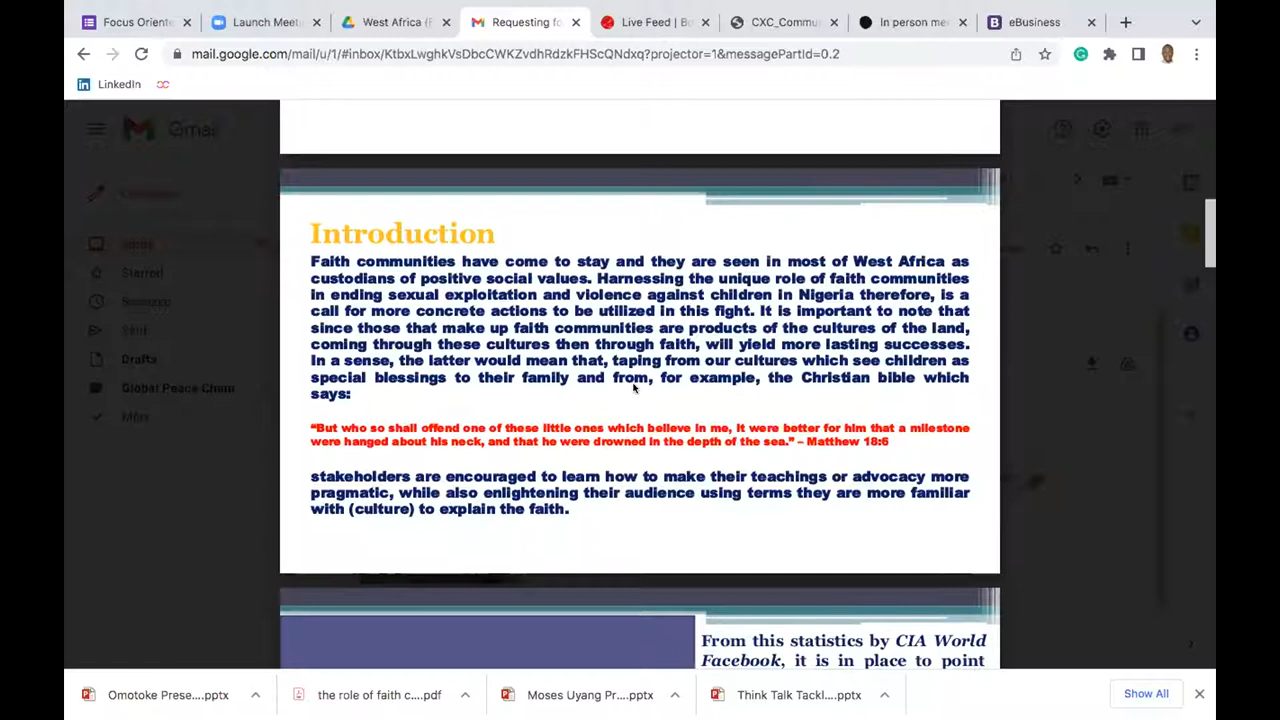 Focus Oriente
Launch Meeti
West Africa (F
Requesting fo
Live Feed | Bo
CXC_Commu
In person me
eBusiness
mail.google.com/mail/u/1/#inbox/KtbxLwghkVsDbcCWKZvdhRdzkFHScQNdxq?projector=1&messagePartId=0.2
LinkedIn
Gmail
Starred
Snoozed
Sent
Drafts
Global Peace Chain
More
Introduction
Faith communities have come to stay and they are seen in most of West Africa as
custodians of positive social values. Harnessing the unique role of faith communities
in ending sexual exploitation and violence against children in Nigeria therefore, is a
call for more concrete actions to be utilized in this fight. It is important to note that
since those that make up faith communities are products of the cultures of the land,
coming through these cultures then through faith, will yield more lasting successes.
In a sense, the latter would mean that, taping from our cultures which see children as
special blessings to their family and from, for example, the Christian bible which
says:
“But who so shall offend one of these little ones which believe in me, it were better for him that a milestone
were hanged about his neck, and that he were drowned in the depth of the sea.” – Matthew 18:6
stakeholders are encouraged to learn how to make their teachings or advocacy more
pragmatic, while also enlightening their audience using terms they are more familiar
with (culture) to explain the faith.
From this statistics by CIA World
Facebook, it is in place to point
Omotoke Prese....pptx
the role of faith c....pdf
Moses Uyang Pr....pptx
Think Talk Tackl....pptx
Show All